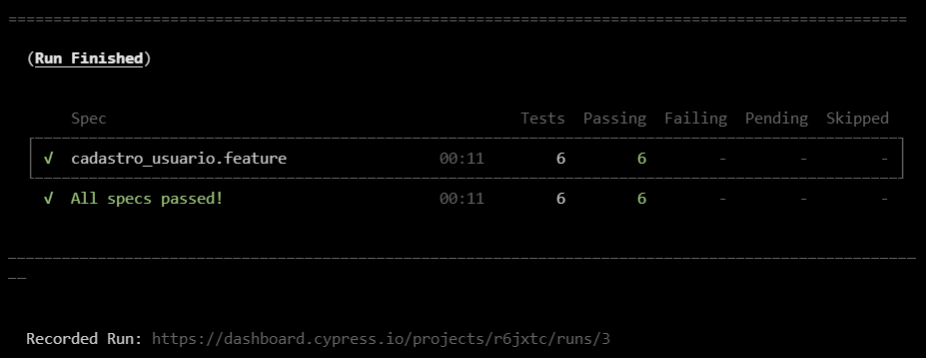 (Run Finished)
Spec Tests Passing Failing Pending Skipped
√ cadastro_usuario.feature 00:11 6 6 - - -
√ All specs passed! 00:11 6 6 - - -
Recorded Run: https://dashboard.cypress.io/projects/r6jxtc/runs/3